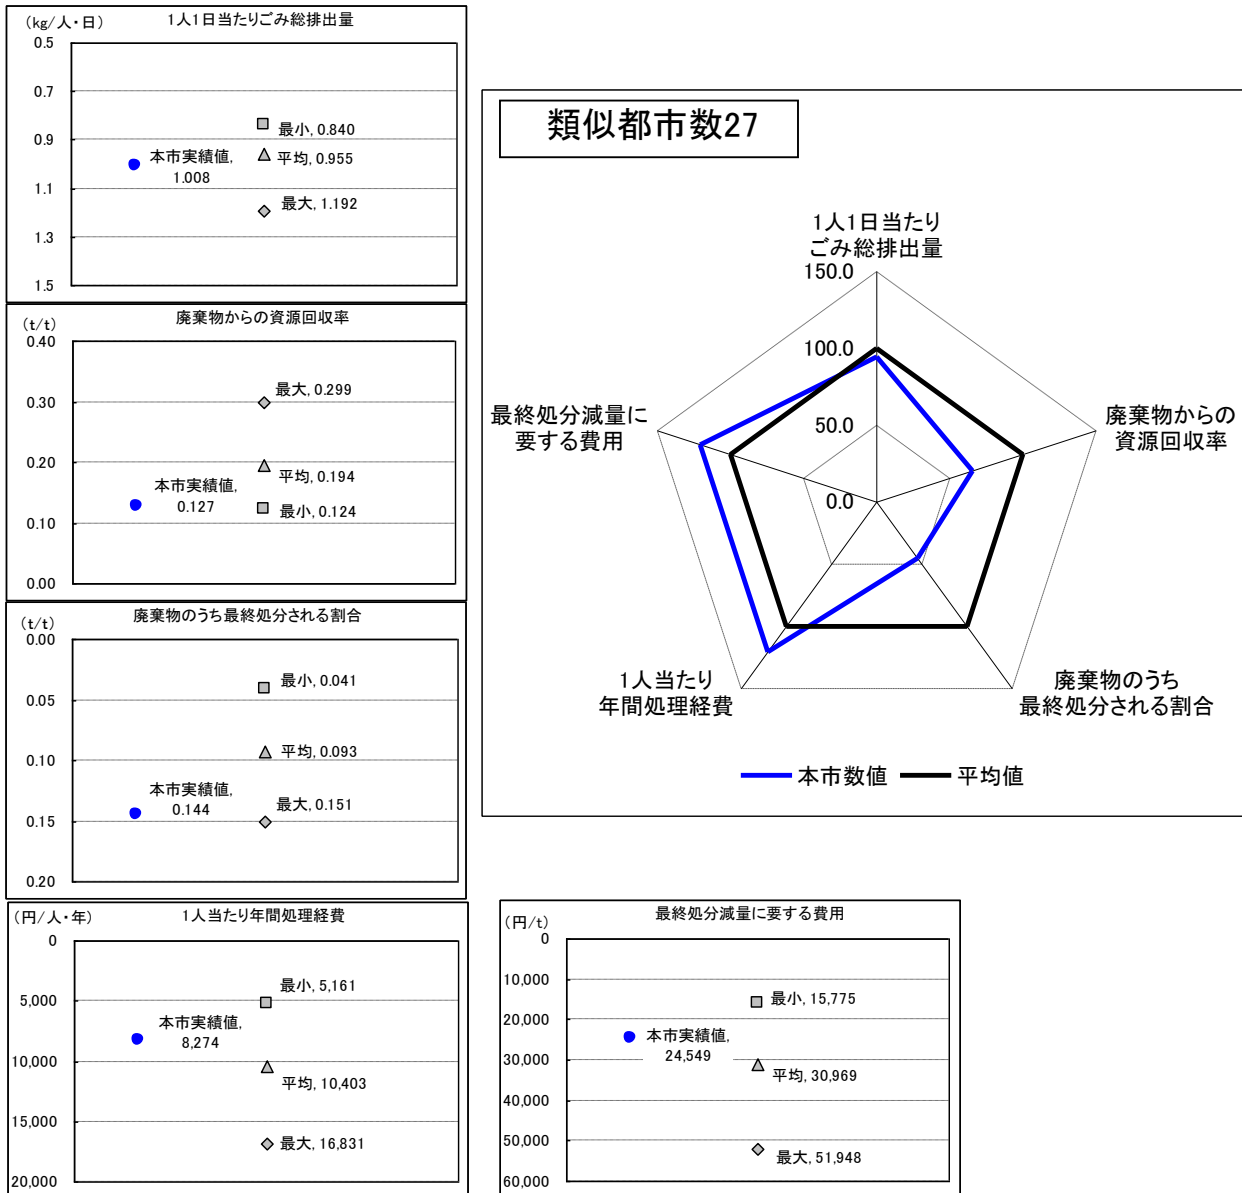 (kg/人・日)
1人1日当たりごみ総排出量
0.5
0.7
0.9
1.1
1.3
1.5
最小, 0.840
本市実績値,
1.008
平均, 0.955
最大, 1.192
(t/t)
廃棄物からの資源回収率
0.40
0.30
0.20
0.10
0.00
最大, 0.299
平均, 0.194
本市実績値,
0.127
最小, 0.124
(t/t)
廃棄物のうち最終処分される割合
0.00
0.05
0.10
0.15
0.20
最小, 0.041
平均, 0.093
本市実績値,
0.144
最大, 0.151
(円/人・年)
1人当たり年間処理経費
0
5,000
10,000
15,000
20,000
最小, 5,161
本市実績値,
8,274
平均, 10,403
最大, 16,831
類似都市数27
1人1日当たり
ごみ総排出量
150.0
100.0
50.0
0.0
廃棄物からの
資源回収率
廃棄物のうち
最終処分される割合
1人当たり
年間処理経費
最終処分減量に
要する費用
本市数値
平均値
(円/t)
最終処分減量に要する費用
0
10,000
20,000
30,000
40,000
50,000
60,000
最小, 15,775
本市実績値,
24,549
平均, 30,969
最大, 51,948